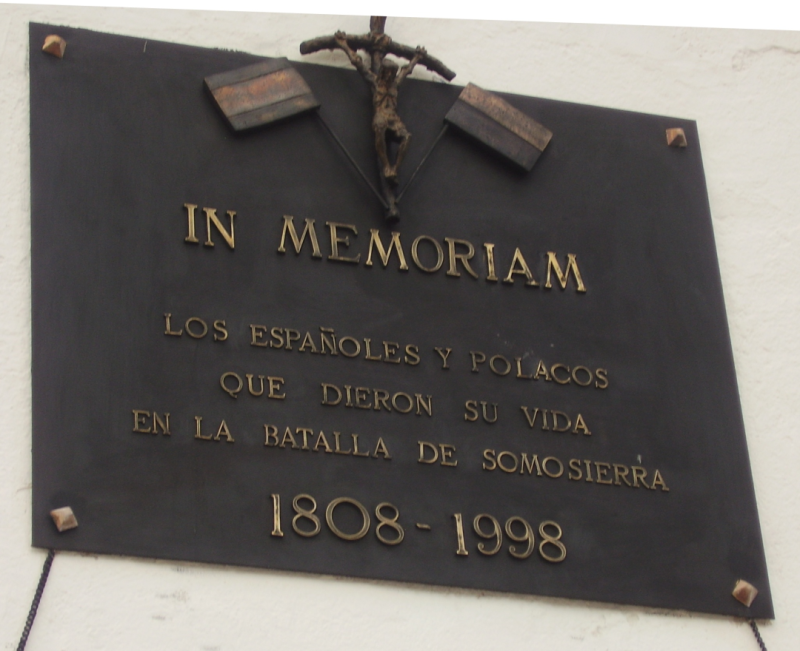 IN MEMORIAM
LOS ESPAÑOLES Y POLACOS
QUE DIERON SU VIDA
EN LA BATALLA DE SOMOSIERRA
1808 - 1998